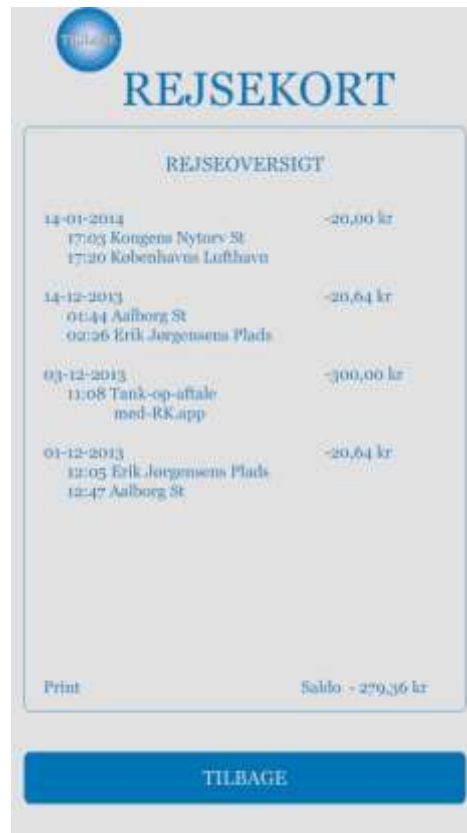 TILBAGE
REJSEKORT
REJSEOVERSIGT
14-01-2014 -20,00 kr
17:03 Kongens Nytorv St
17:20 Københavns Lufthavn
14-12-2013 -20,64 kr
01:44 Aalborg St
02:26 Erik Jørgensens Plads
03-12-2013 -300,00 kr
11:08 Tank-op-aftale
med-RK.app
01-12-2013 -20,64 kr
12:05 Erik Jørgensens Plads
12:47 Aalborg St
Print Saldo - 279,36 kr
TILBAGE